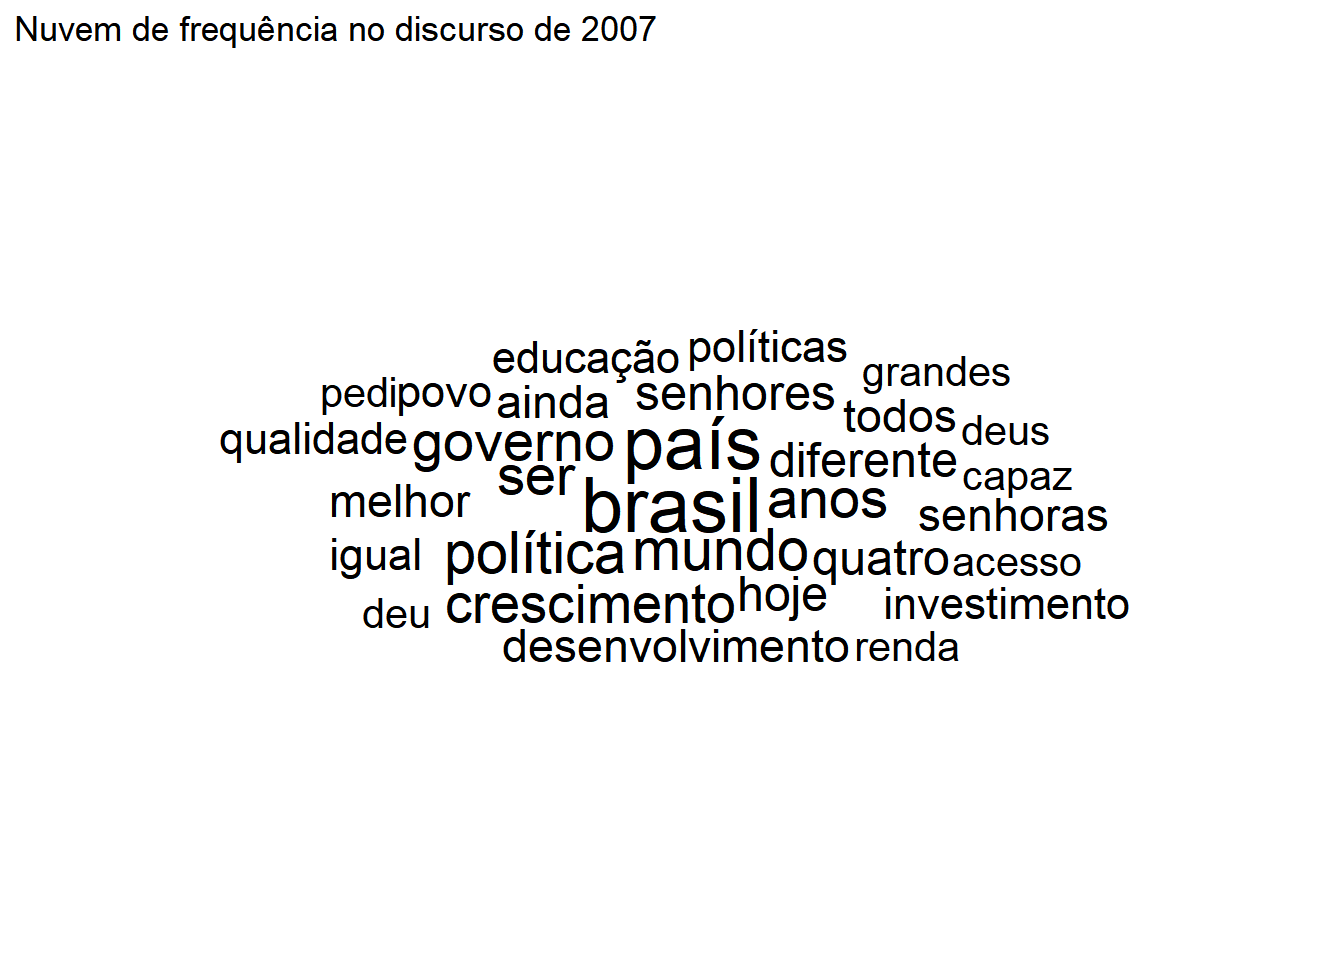 Nuvem de frequência no discurso de 2007
educação políticas
grandes
pedi povo ainda senhores
todos deus
qualidade governo país
diferente
ser capaz
melhor brasil anos
senhoras
igual política mundo quatro acesso
deu crescimento hoje investimento
desenvolvimento renda